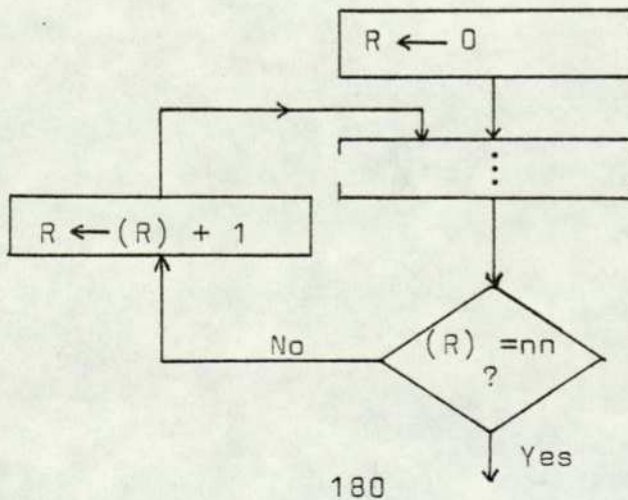 R ← 0
⋮
R ← (R) + 1
(R) =nn
?
No
Yes
180